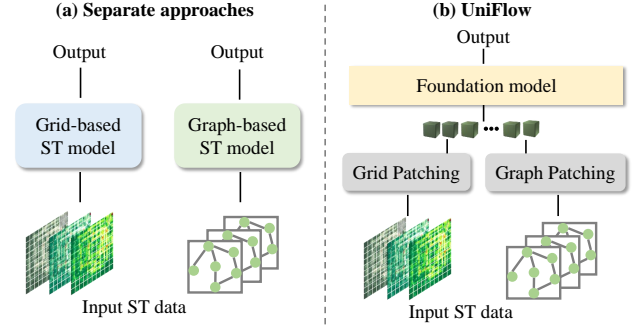 (a) Separate approaches
Output
Output
Grid-based
ST model
Graph-based
ST model
Input ST data
(b) UniFlow
Output
Foundation model
Grid Patching
Graph Patching
Input ST data